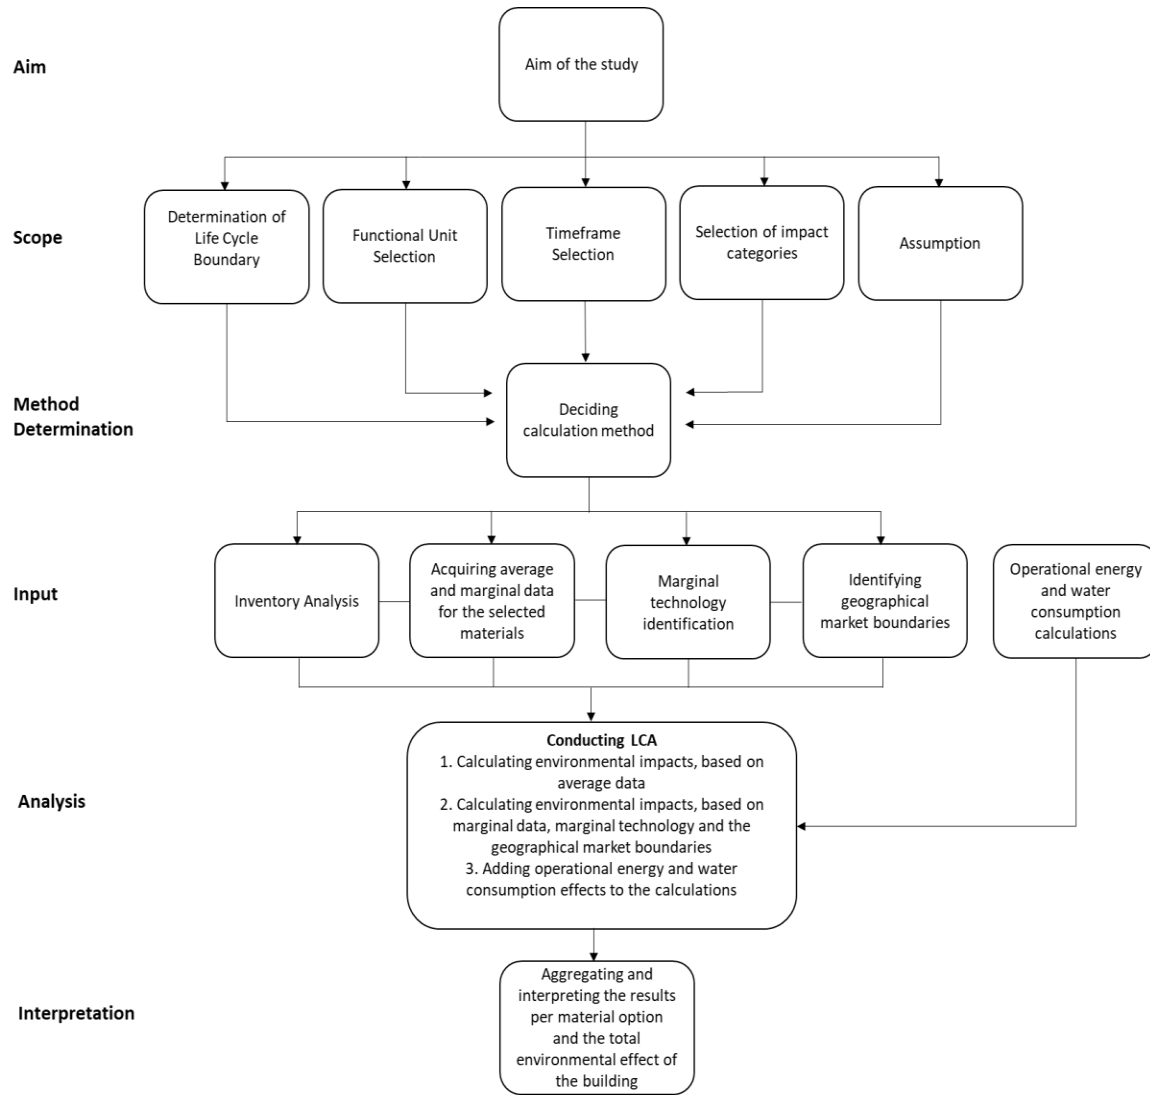 Aim
Aim of the study
Scope
Determination of
Life Cycle
Boundary
Functional Unit
Selection
Timeframe
Selection
Selection of impact
categories
Assumption
Method
Determination
Deciding
calculation method
Input
Inventory Analysis
Acquiring average
and marginal data
for the selected
materials
Marginal
technology
identification
Identifying
geographical
market boundaries
Operational energy
and water
consumption
calculations
Analysis
Conducting LCA
1. Calculating environmental impacts, based on
average data
2. Calculating environmental impacts, based on
marginal data, marginal technology and the
geographical market boundaries
3. Adding operational energy and water
consumption effects to the calculations
Interpretation
Aggregating and
interpreting the results
per material option
and the total
environmental effect of
the building